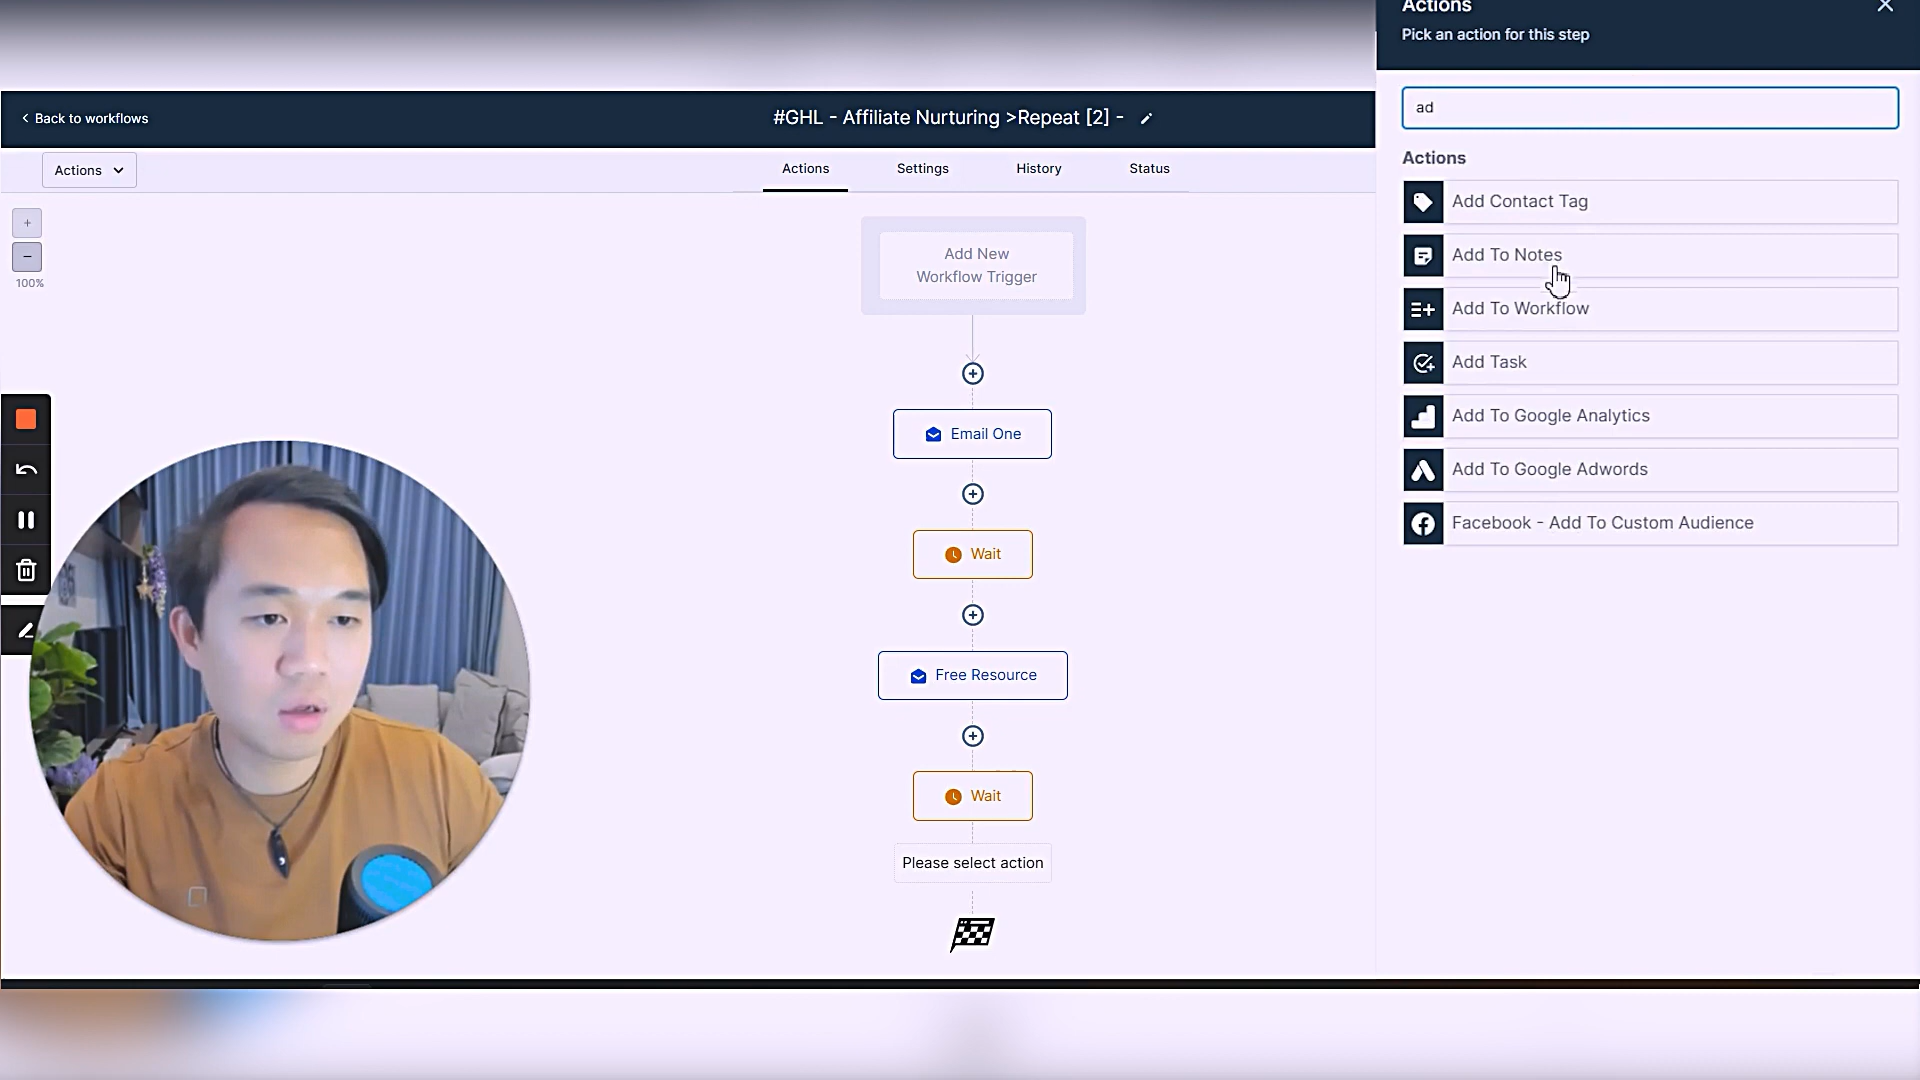 Actions
Pick an action for this step
Back to workflows
#GHL - Affiliate Nurturing >Repeat [2] -
ad
Actions
Actions
Actions
Settings
History
Status
100%
Add New
Workflow Trigger
Email One
Wait
Free Resource
Wait
Please select action
Add Contact Tag
Add To Notes
Add To Workflow
Add Task
Add To Google Analytics
Add To Google Adwords
Facebook - Add To Custom Audience